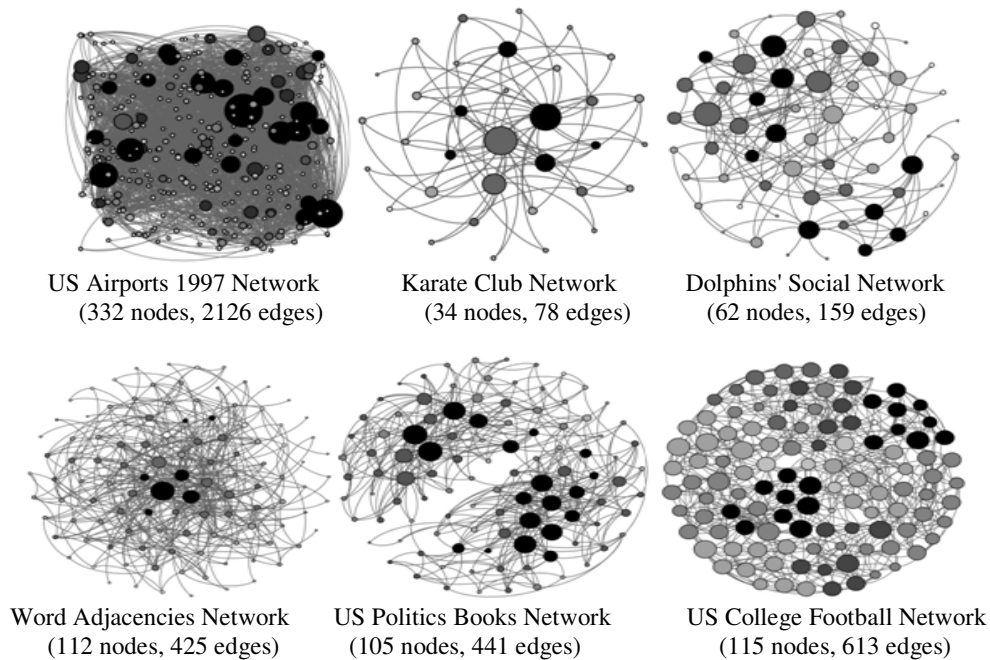 US Airports 1997 Network
(332 nodes, 2126 edges)
Karate Club Network
(34 nodes, 78 edges)
Dolphins' Social Network
(62 nodes, 159 edges)
Word Adjacencies Network
(112 nodes, 425 edges)
US Politics Books Network
(105 nodes, 441 edges)
US College Football Network
(115 nodes, 613 edges)